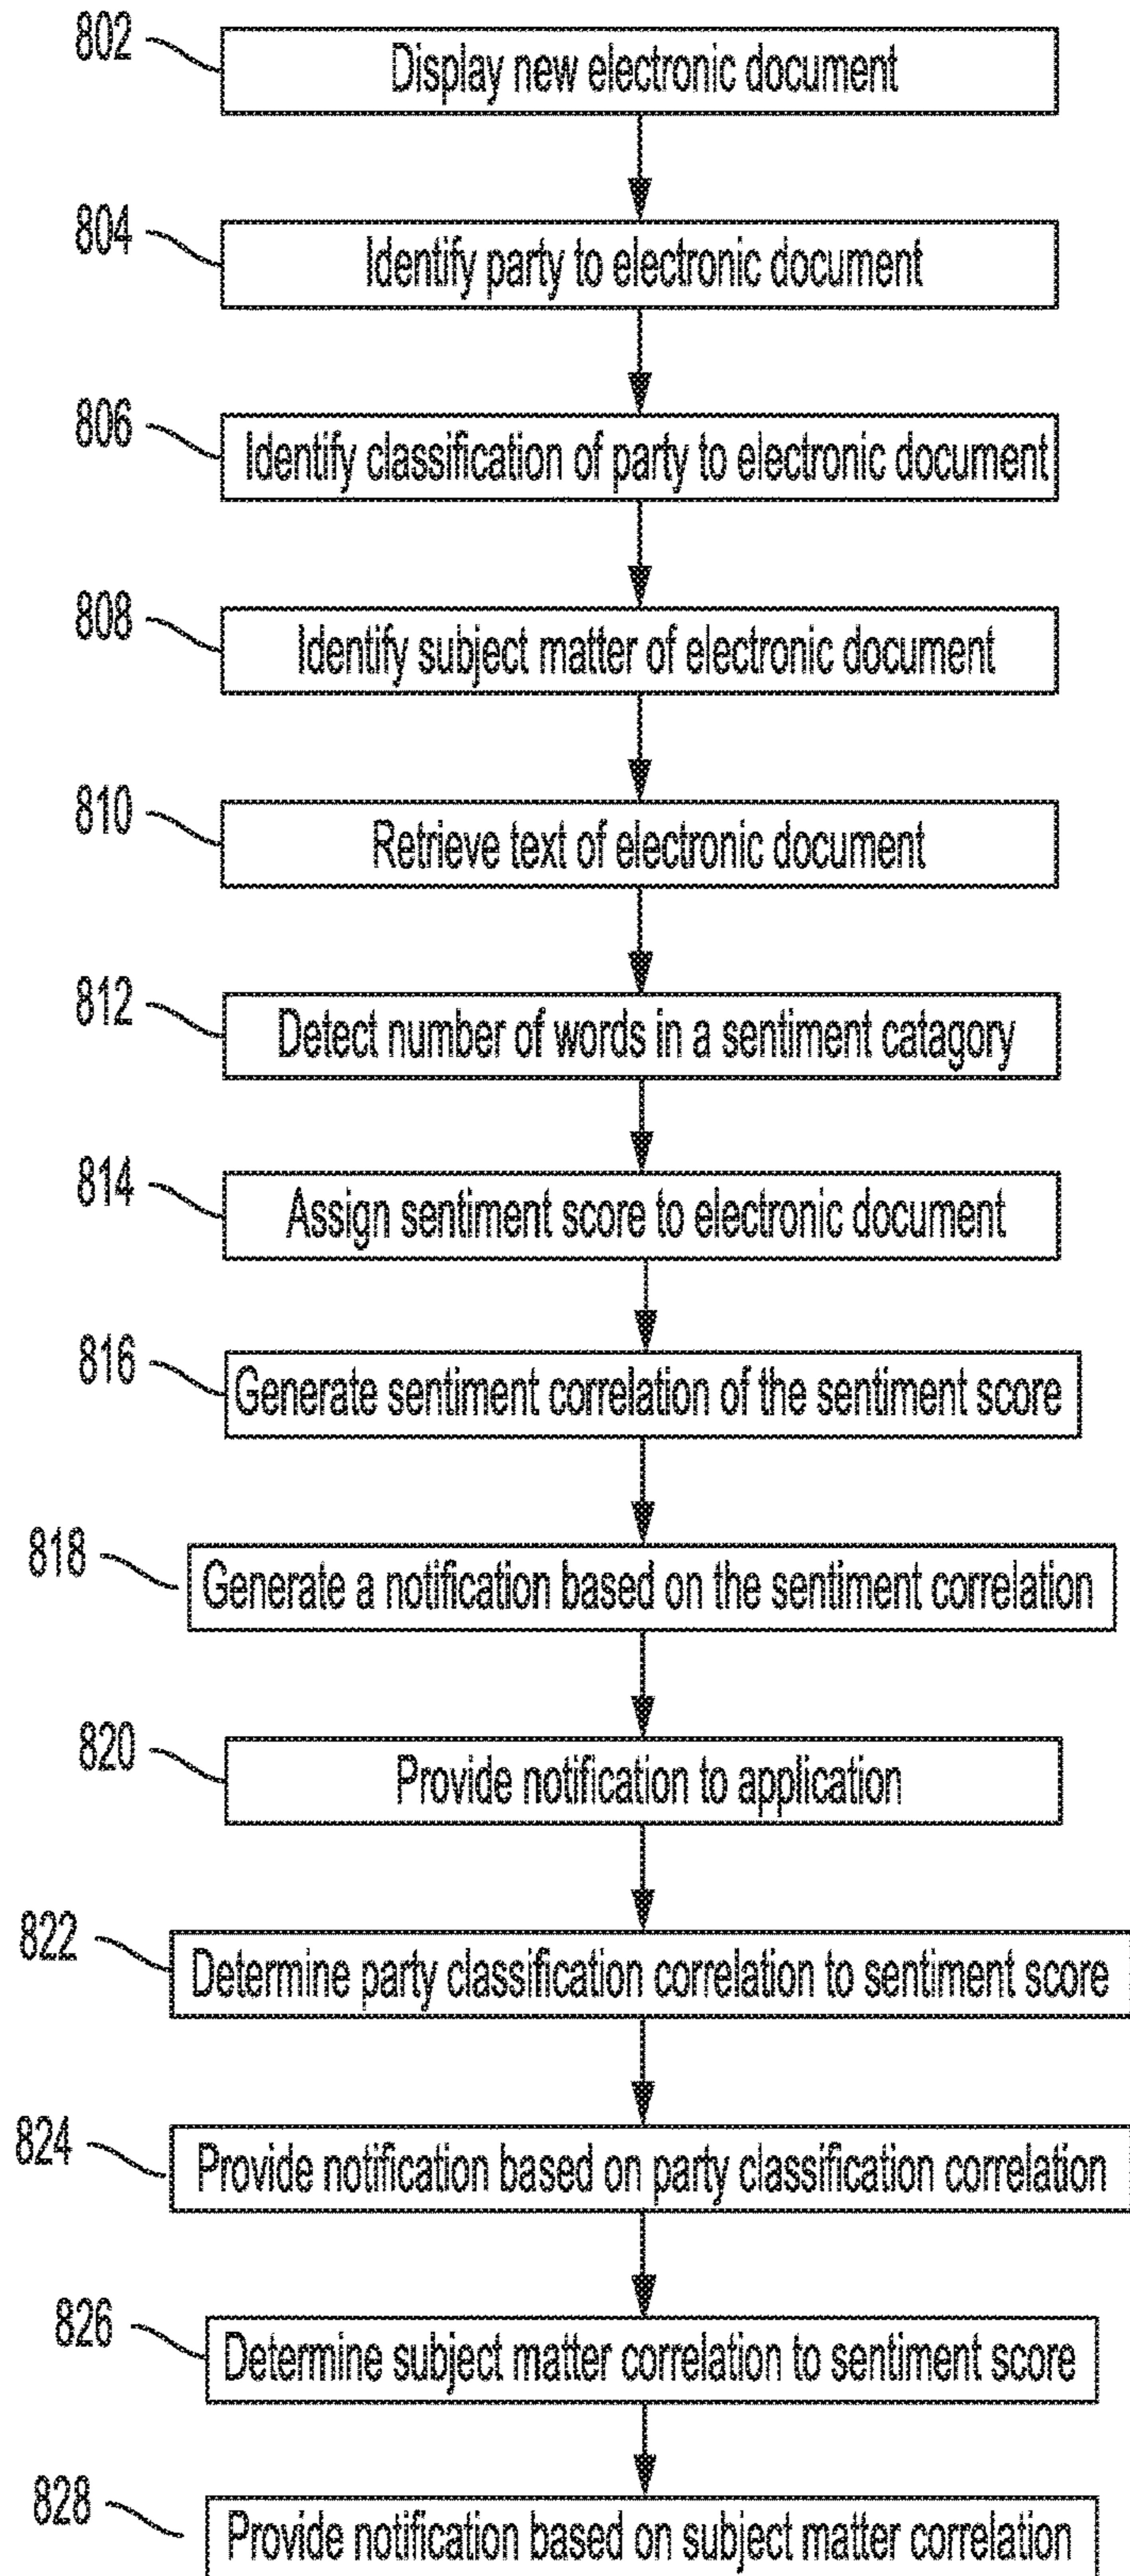 802
Display new electronic document
804
Identify party to electronic document
806
Identify classification of party to electronic document
808
Identify subject matter of electronic document
810
Retrieve text of electronic document
812
Detect number of words in a sentiment catagory
814
Assign sentiment score to electronic document
816
Generate sentiment correlation of the sentiment score
818
Generate a notification based on the sentiment correlation
820
Provide notification to application
822
Determine party classification correlation to sentiment score
824
Provide notification based on party classification correlation
826
Determine subject matter correlation to sentiment score
828
Provide notification based on subject matter correlation